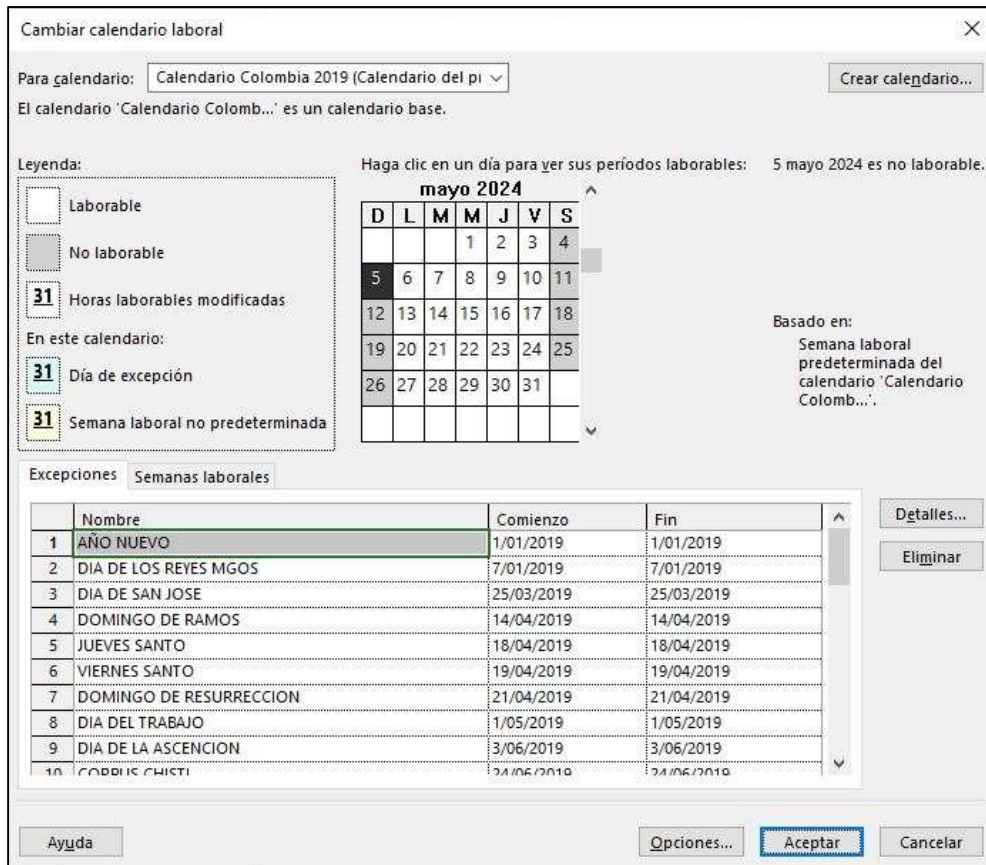 Cambiar calendario laboral
Para calendario: Calendario Colombia 2019 (Calendario del pr
Crear calendario...
El calendario 'Calendario Colomb...' es un calendario base.
Leyenda:
Laborable
No laborable
31 Horas laborables modificadas
En este calendario:
31 Día de excepción
31 Semana laboral no predeterminada
Haga clic en un día para ver sus períodos laborables:
mayo 2024
D L M M J V S
1 2 3 4
5 6 7 8 9 10 11
12 13 14 15 16 17 18
19 20 21 22 23 24 25
26 27 28 29 30 31
5 mayo 2024 es no laborable.
Basado en:
Semana laboral
predeterminada del
calendario 'Calendario
Colomb...'.
Excepciones Semanas laborales
Nombre Comienzo Fin
1 AÑO NUEVO 1/01/2019 1/01/2019
2 DIA DE LOS REYES MGOS 7/01/2019 7/01/2019
3 DIA DE SAN JOSE 25/03/2019 25/03/2019
4 DOMINGO DE RAMOS 14/04/2019 14/04/2019
5 JUEVES SANTO 18/04/2019 18/04/2019
6 VIERNES SANTO 19/04/2019 19/04/2019
7 DOMINGO DE RESURRECCION 21/04/2019 21/04/2019
8 DIA DEL TRABAJO 1/05/2019 1/05/2019
9 DIA DE LA ASCENCION 3/06/2019 3/06/2019
10 CORPUS CHISTI 24/06/2019 24/06/2019
Detalles...
Eliminar
Ayuda
Opciones...
Aceptar
Cancelar